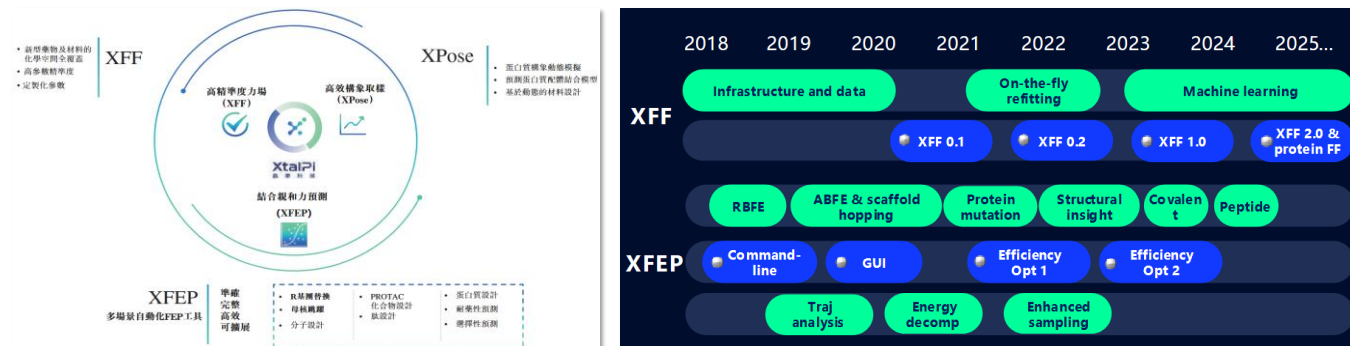 XFF
• 新型藥物及材料的
化學空間全覆蓋
• 高參數精準度
• 定製化參數
XPose
• 蛋白質構象動態模擬
• 預測蛋白質配體結合模型
• 基於動態的材料設計
高精準度力場
(XFF)
高效構象取樣
(XPose)
XtalPi
晶泰科技
結合親和力預測
(XFEP)
XFEP
多場景自動化FEP工具
準確
完整
高效
可擴展
• R基團替換
• 母核躍遷
• 分子設計
• PROTAC
化合物設計
• 肽設計
• 蛋白質設計
• 耐藥性預測
• 選擇性預測
2018 2019 2020 2021 2022 2023 2025...
XFF
Infrastructure and data
On-the-fly
refitting
Machine learning
XFF 0.1
XFF 0.2
XFF 1.0
XFF 2.0 &
protein FF
XFEP
RBFE
ABFE & scaffold
hopping
Protein
mutation
Structural
insight
Covalen
t
Peptide
Command-
line
GUI
Efficiency
Opt 1
Efficiency
Opt 2
Traj
analysis
Energy
decomp
Enhanced
sampling